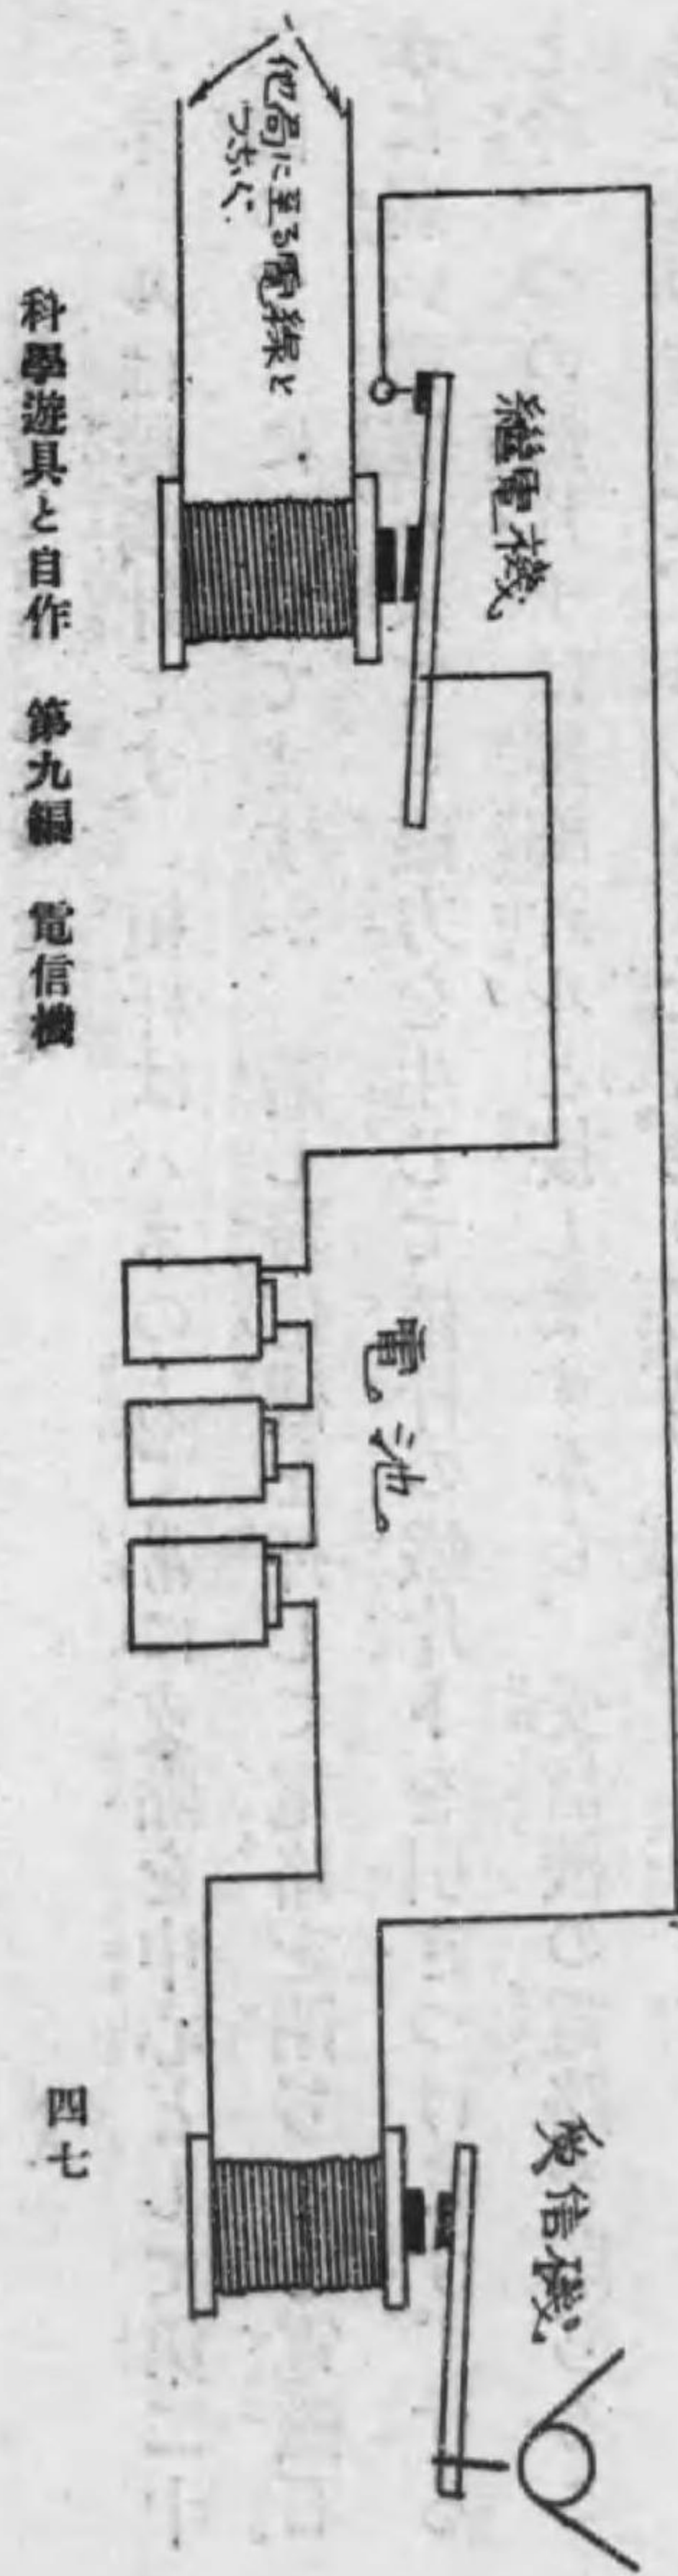 他局に至る電線と
つなぐ
継電機
電池
受信機
科學遊具と自作　第九編　電信機
四七